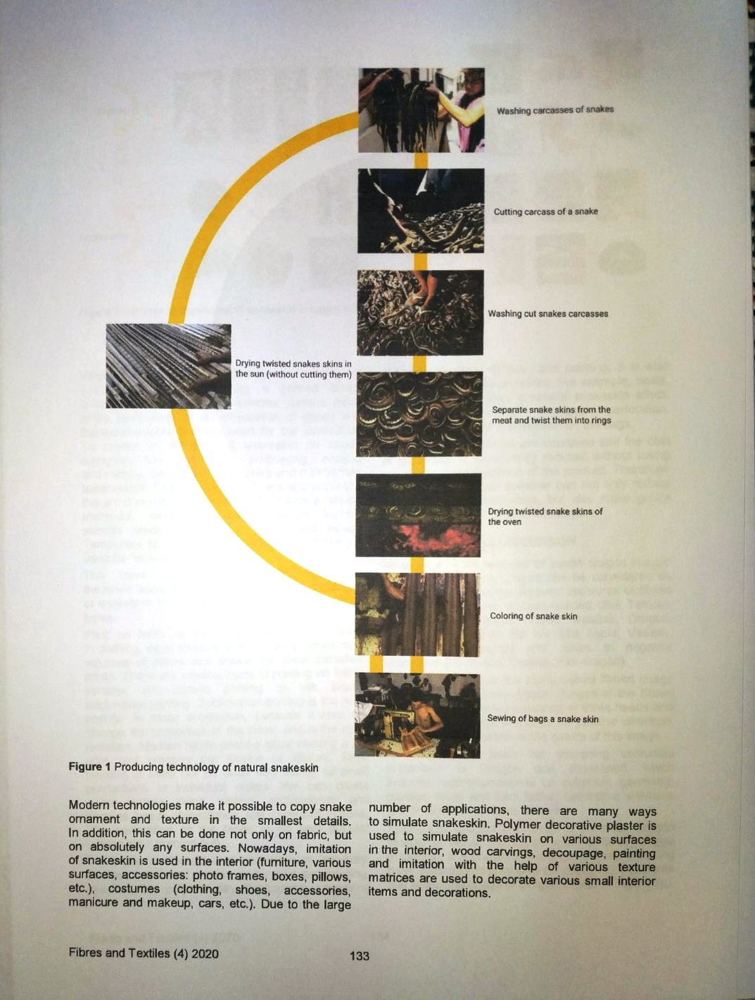 Washing carcasses of snakes
Cutting carcass of a snake
Washing cut snakes carcasses
Drying twisted snakes skins in
the sun (without cutting them)
Separate snake skins from the
meat and twist them into rings
Drying twisted snake skins of
the oven
Coloring of snake skin
Sewing of bags a snake skin
Figure 1 Producing technology of natural snakeskin
Modern technologies make it possible to copy snake
ornament and texture in the smallest details.
In addition, this can be done not only on fabric, but
on absolutely any surfaces. Nowadays, imitation
of snakeskin is used in the interior (furniture, various
surfaces, accessories: photo frames, boxes, pillows,
etc.), costumes (clothing, shoes, accessories,
manicure and makeup, cars, etc.). Due to the large
number of applications, there are many ways
to simulate snakeskin. Polymer decorative plaster is
used to simulate snakeskin on various surfaces
in the interior, wood carvings, decoupage, painting
and imitation with the help of various texture
matrices are used to decorate various small interior
items and decorations.
Fibres and Textiles (4) 2020
133